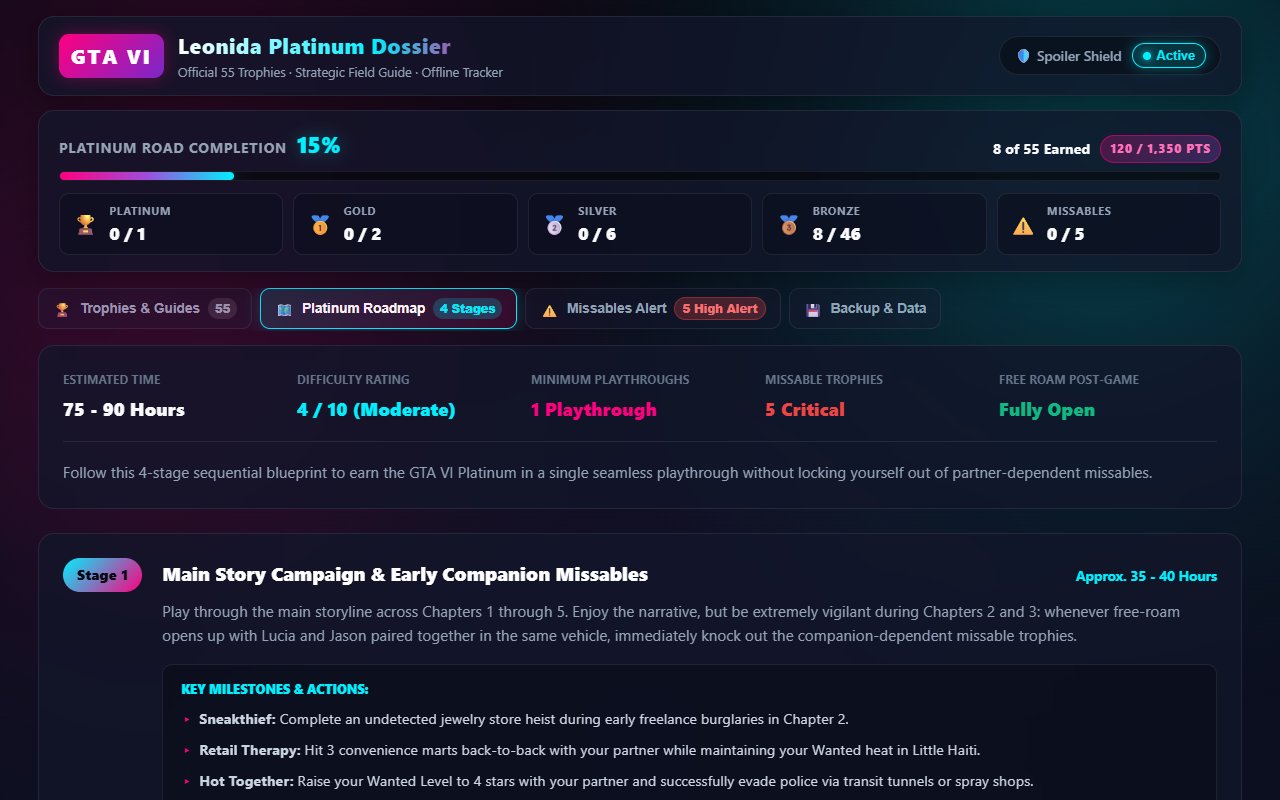 GTA VI
Leonida Platinum Dossier
Official 55 Trophies · Strategic Field Guide · Offline Tracker
Spoiler Shield
Active
PLATINUM ROAD COMPLETION 15%
8 of 55 Earned
120 / 1,350 PTS
PLATINUM
0 / 1
1
GOLD
0 / 2
2
SILVER
0 / 6
3
BRONZE
8 / 46
MISSABLES
0 / 5
Trophies & Guides 55
Platinum Roadmap 4 Stages
Missables Alert 5 High Alert
Backup & Data
ESTIMATED TIME
75 - 90 Hours
DIFFICULTY RATING
4 / 10 (Moderate)
MINIMUM PLAYTHROUGHS
1 Playthrough
MISSABLE TROPHIES
5 Critical
FREE ROAM POST-GAME
Fully Open
Follow this 4-stage sequential blueprint to earn the GTA VI Platinum in a single seamless playthrough without locking yourself out of partner-dependent missables.
Stage 1
Main Story Campaign & Early Companion Missables
Approx. 35 - 40 Hours
Play through the main storyline across Chapters 1 through 5. Enjoy the narrative, but be extremely vigilant during Chapters 2 and 3: whenever free-roam
opens up with Lucia and Jason paired together in the same vehicle, immediately knock out the companion-dependent missable trophies.
KEY MILESTONES & ACTIONS:
‣ Sneakthief: Complete an undetected jewelry store heist during early freelance burglaries in Chapter 2.
‣ Retail Therapy: Hit 3 convenience marts back-to-back with your partner while maintaining your Wanted heat in Little Haiti.
‣ Hot Together: Raise your Wanted Level to 4 stars with your partner and successfully evade police via transit tunnels or spray shops.